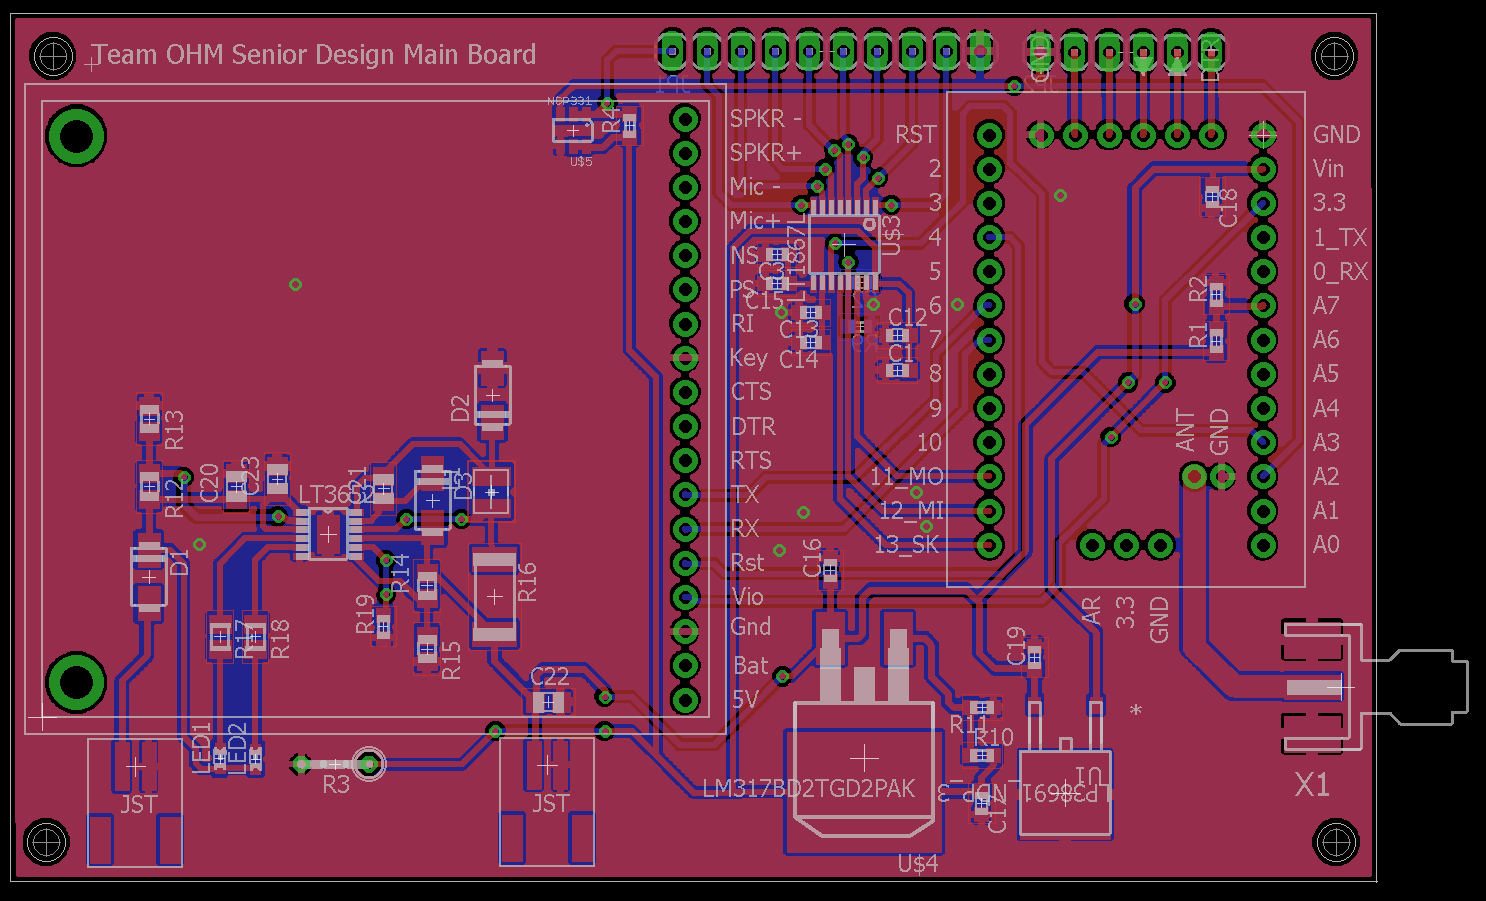 Team OHM Senior Design Main Board
JP1
GND
DTR
NCP331
R4
U$5
SPKR -
SPKR+
Mic -
Mic+
NS
PS
RI
Key
CTS
DTR
RTS
TX
RX
Rst
Vio
Gnd
Bat
5V
RST
2
3
4
5
6
7
8
9
10
11_MO
12_MI
13_SK
GND
Vin
3.3
1_TX
0_RX
A7
A6
A5
A4
A3
A2
A1
A0
C18
R2
R1
ANT
GND
AR
3.3
GND
LT1867L
U$3
C3
C15
C13
C14
C12
C1
R9
C16
C19
R11
R10
C17
LM317BD2TGD2PAK
U$4
LP38691
U1
*
X1
D2
R13
R12
C20
C23
LT3652
C21
D3
D1
R14
R16
R19
R15
R17
R18
C22
LED1
LED2
R3
JST
JST